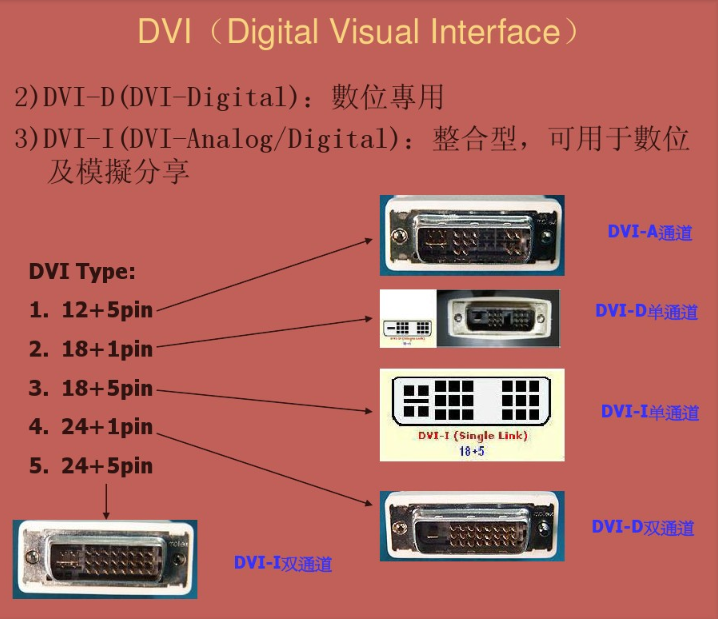 DVI（Digital Visual Interface）
2)DVI-D(DVI-Digital)：數位專用
3)DVI-I(DVI-Analog/Digital)：整合型，可用于數位
及模擬分享
DVI-A通道
DVI Type:
1. 12+5pin
DVI-D单通道
2. 18+1pin
3. 18+5pin
DVI-I单通道
4. 24+1pin
DVI-I (Single Link)
18+5
5. 24+5pin
DVI-D双通道
DVI-I双通道